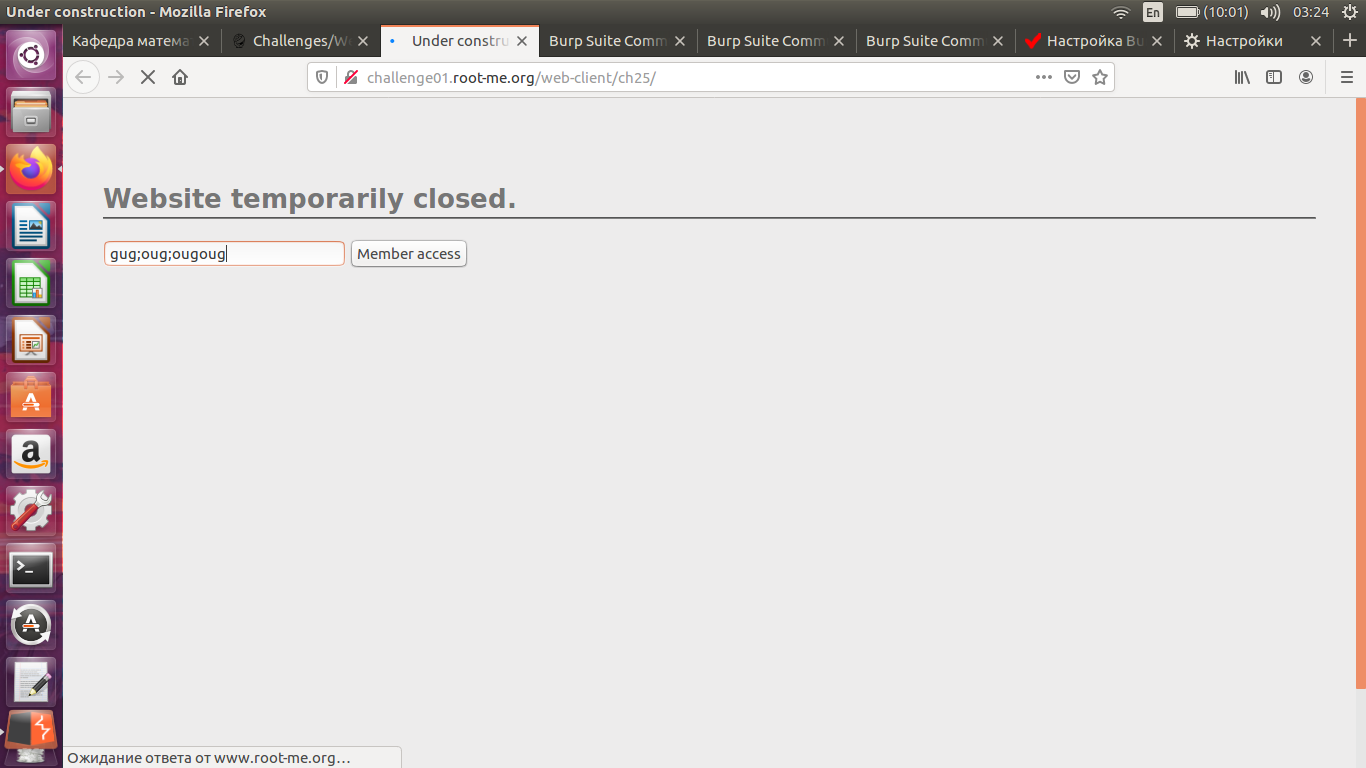 Under construction - Mozilla Firefox
En
(10:01)
03:24
Кафедра матема
Challenges/We
Under constru
Burp Suite Comm
Burp Suite Comm
Burp Suite Comm
Настройка Bu
Настройки
challenge01.root-me.org/web-client/ch25/
Website temporarily closed.
gug;oug;ougoug
Member access
Ожидание ответа от www.root-me.org…